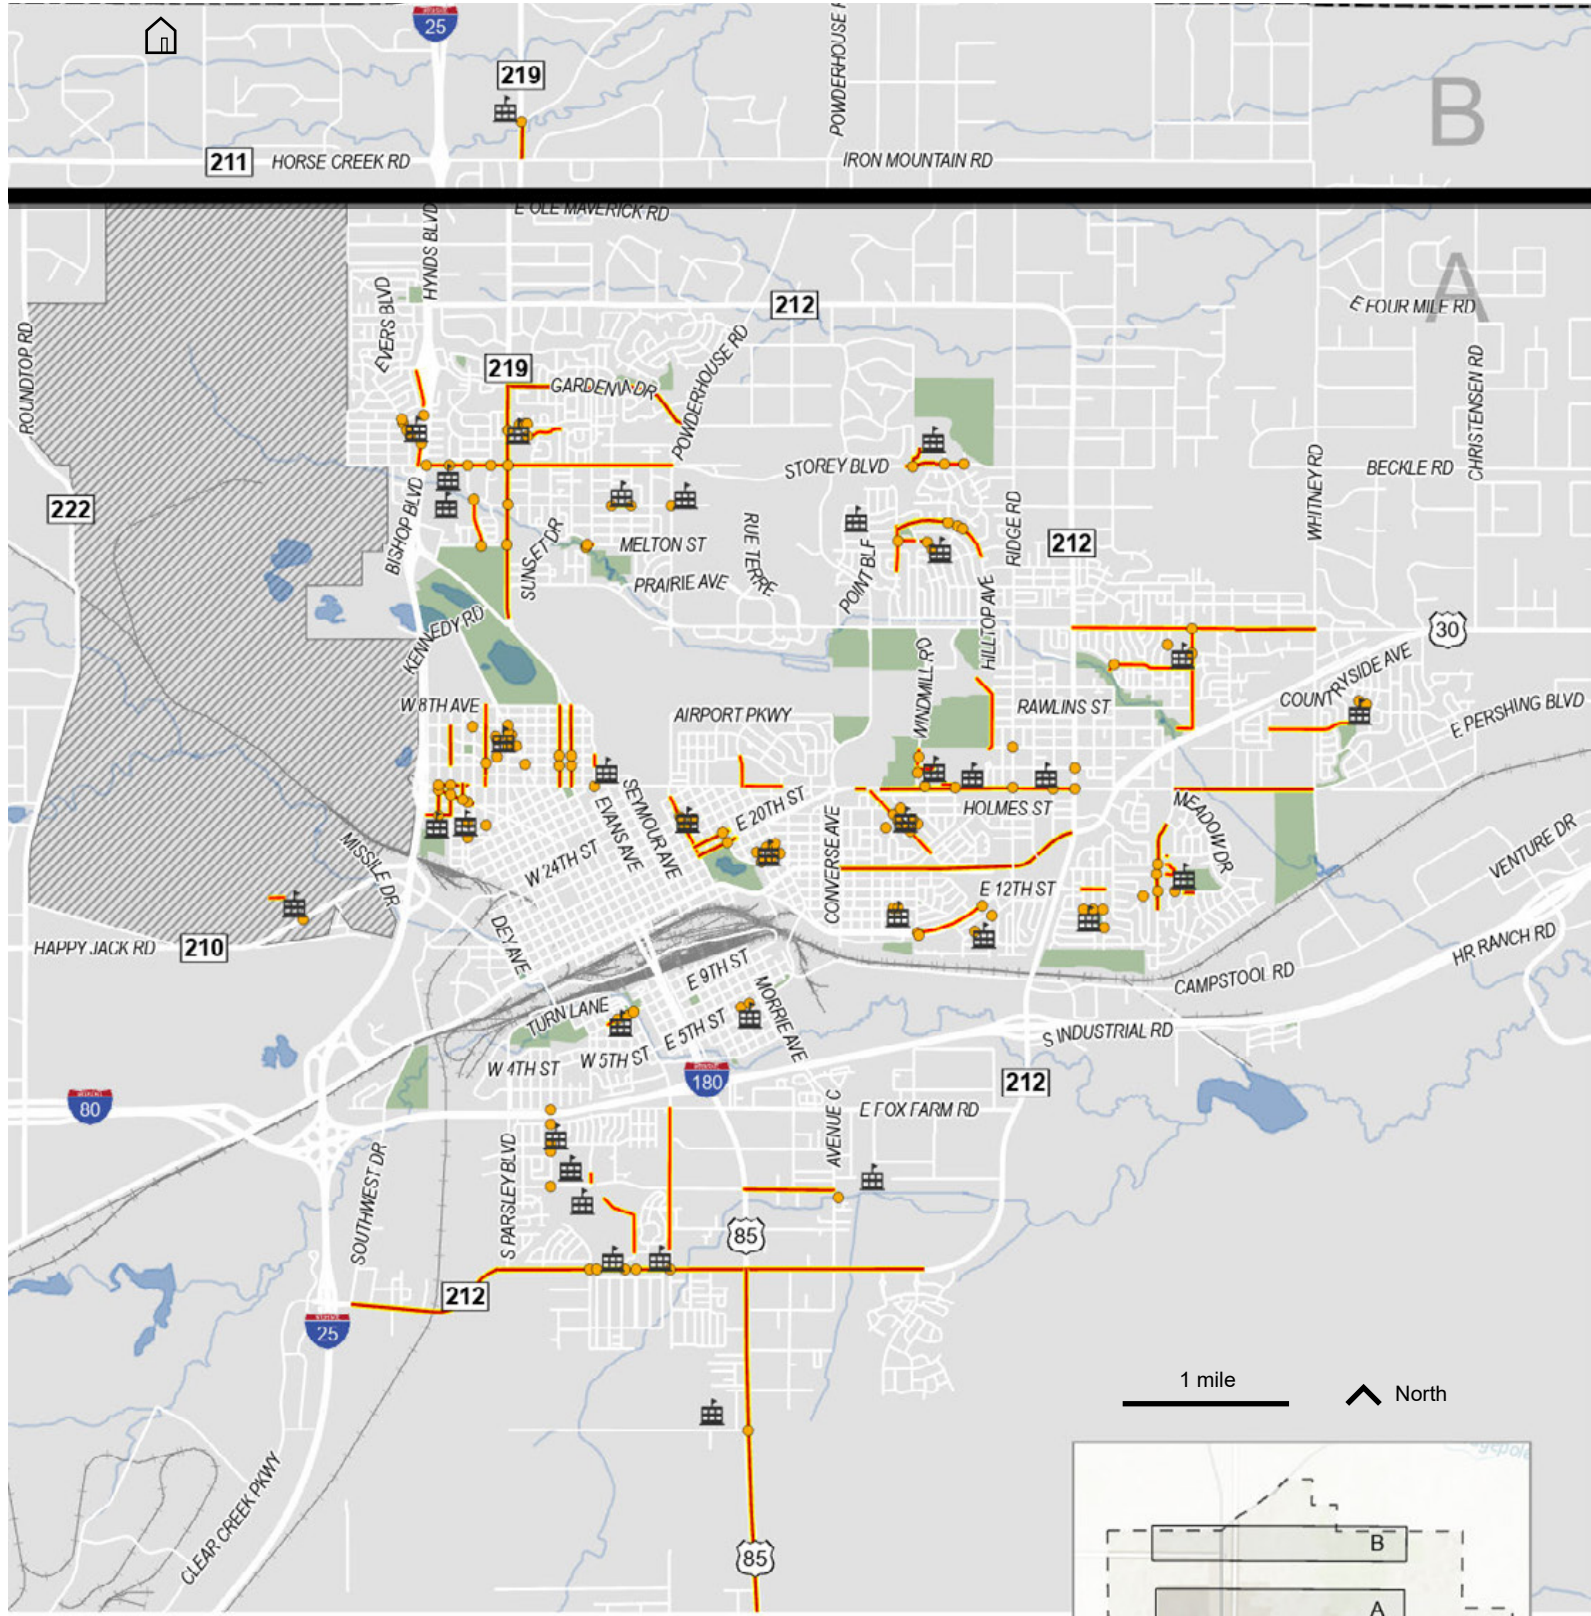 25
219
POWDERHOUSE
B
211
HORSE CREEK RD
IRON MOUNTAIN RD
E OLE MAVERICK RD
HYNDS BLVD
A
EVERS BLVD
212
E FOUR MILE RD
ROUNDTOP RD
219
GARDENN DR
POWDERHOUSE RD
CHRISTENSEN RD
STOREY BLVD
WHITNEY RD
BECKLE RD
222
BISHOP BLVD
SUNSET DR
MELTON ST
RUE TERRE
RIDGE RD
212
PRAIRIE AVE
POINT BLF
KENNEDY RD
HILLTOP AVE
30
WINDMILL RD
COUNTRYSIDE AVE
W 8TH AVE
AIRPORT PKWY
RAWLINS ST
E PERSHING BLVD
SEYMOUR AVE
EVANS AVE
E 20TH ST
CONVERSE AVE
HOLMES ST
MEADOW DR
MISSILE DR
W 24TH ST
E 12TH ST
VENTURE DR
HAPPY JACK RD
210
DEY AVE
HR RANCH RD
E 9TH ST
CAMPSTOOL RD
TURN LANE
E 5TH ST
MORRIE AVE
S INDUSTRIAL RD
W 4TH ST
W 5TH ST
180
212
80
AVENUE C
E FOX FARM RD
SOUTHWEST DR
S PARSLEY BLVD
85
212
25
1 mile
North
CLEAR CREEK PKWY
85
B
A